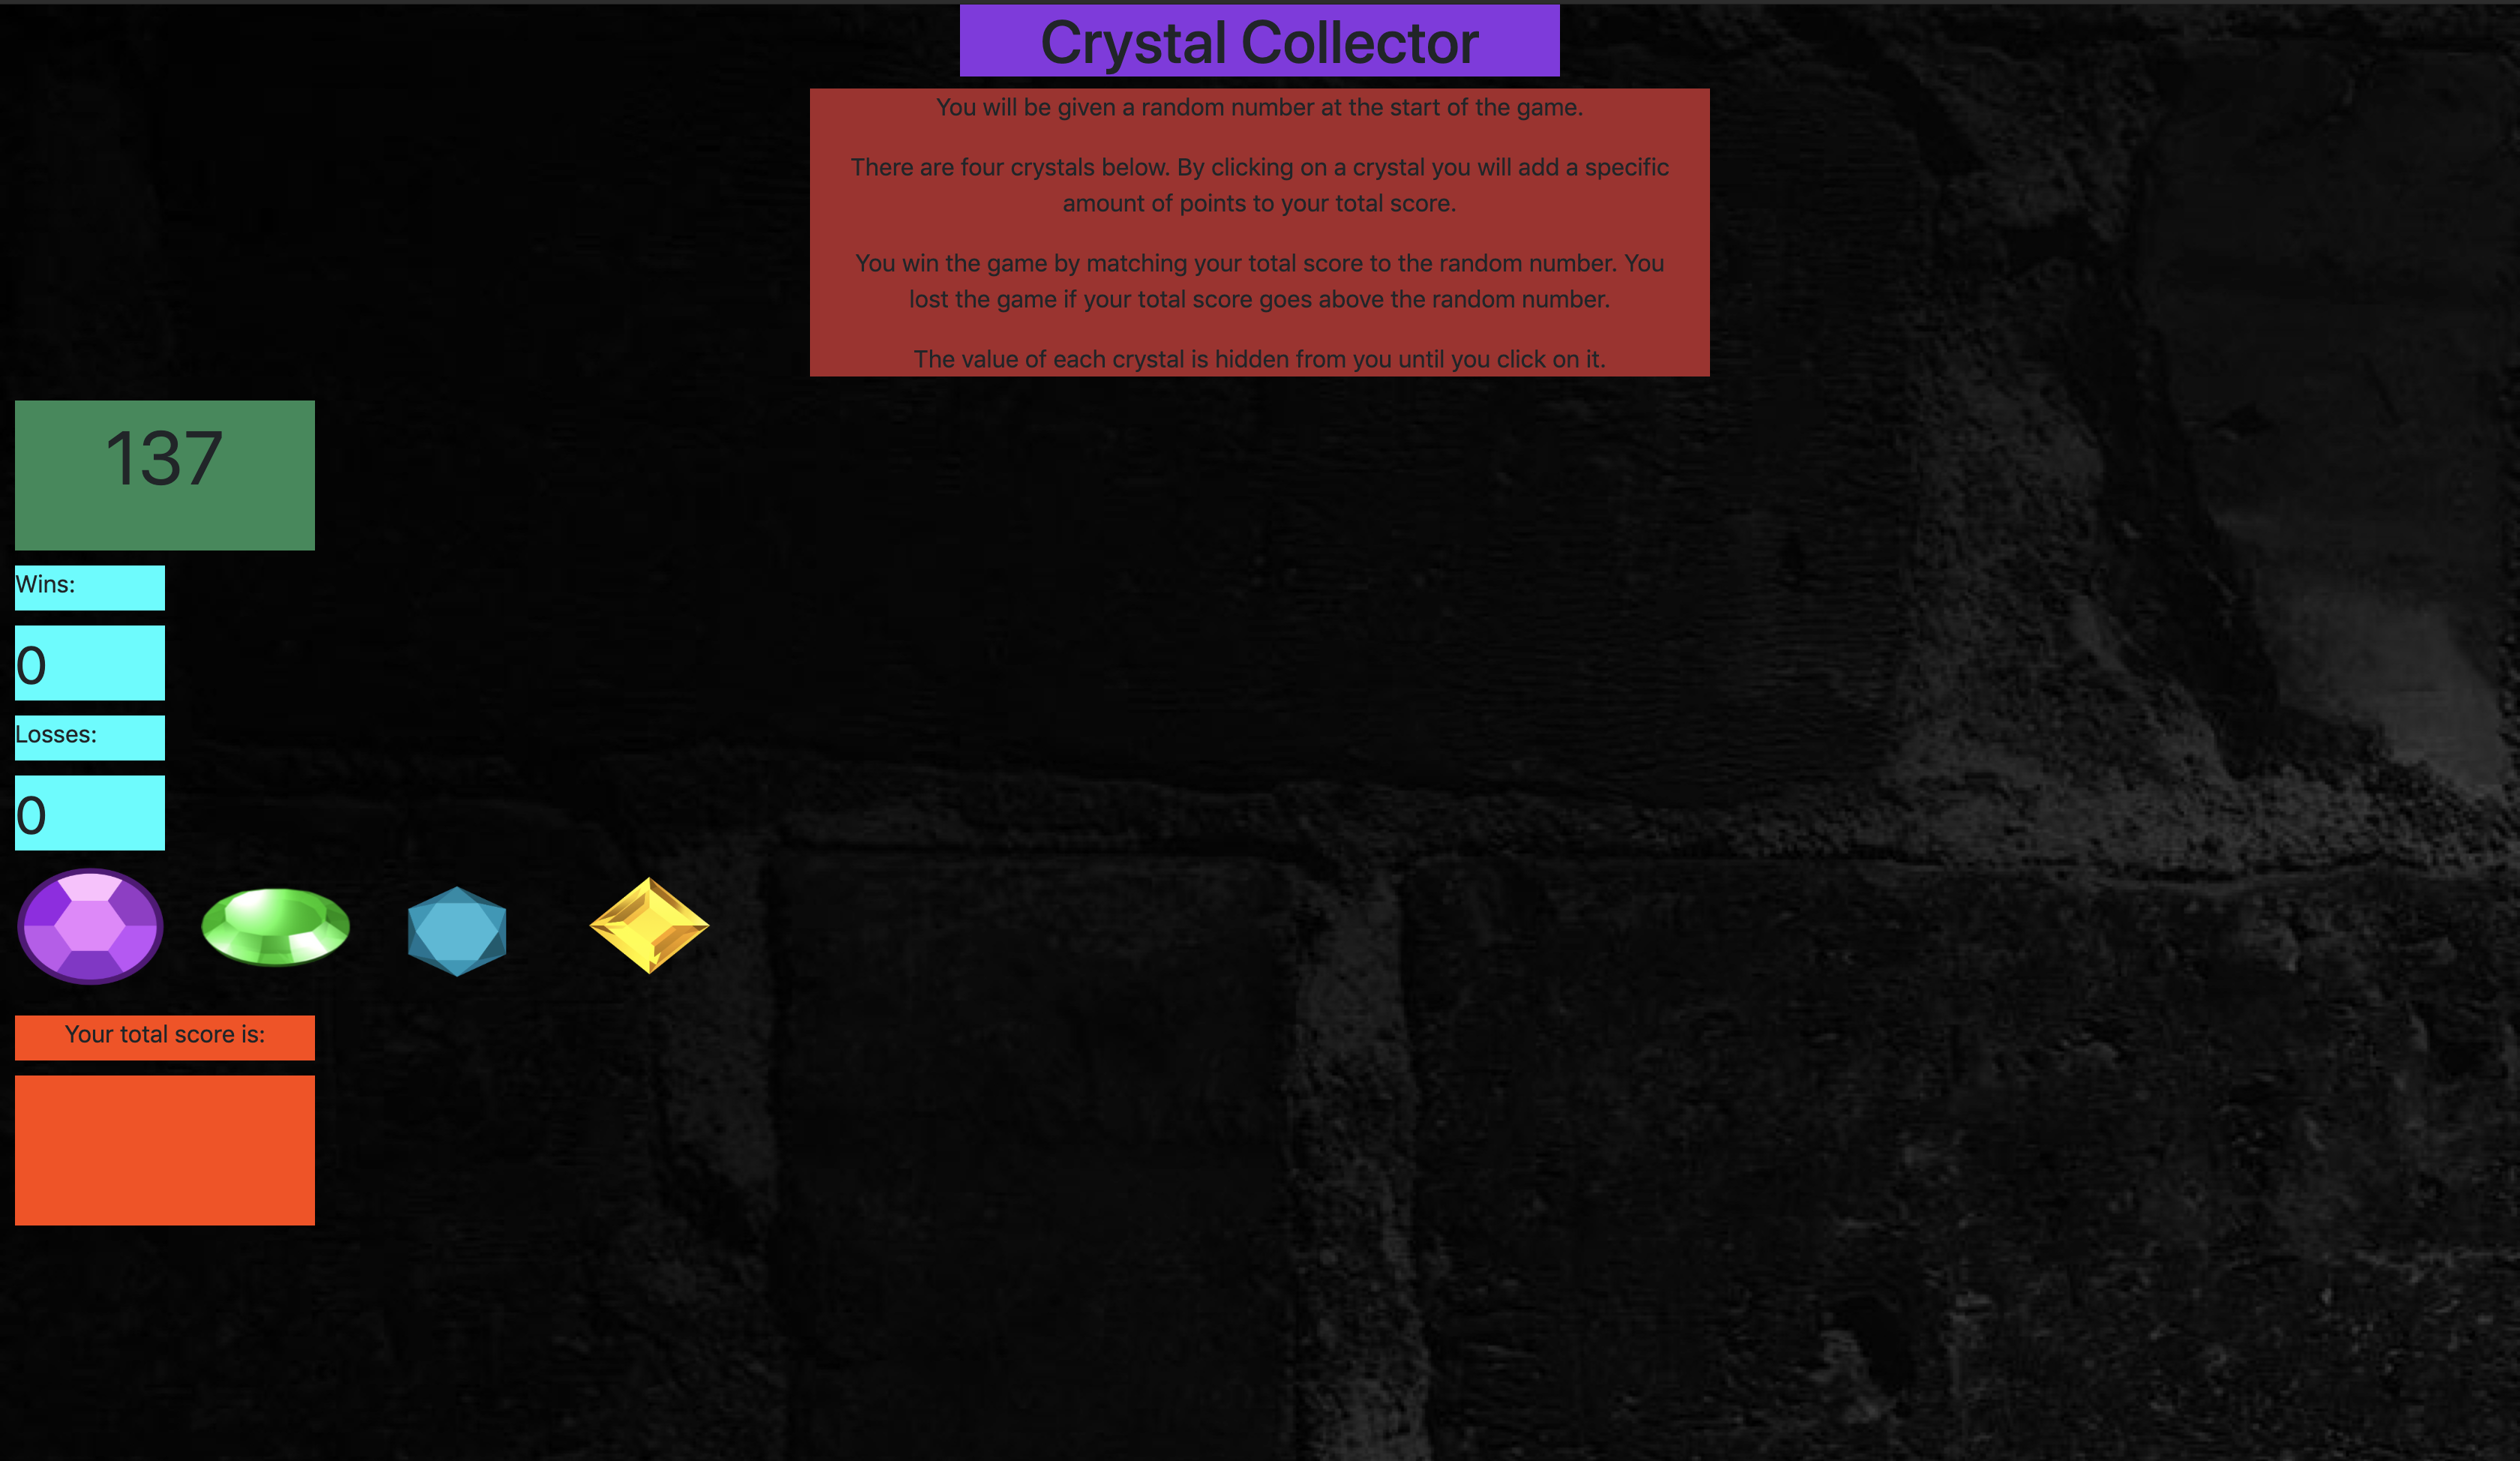 Crystal Collector
You will be given a random number at the start of the game.
There are four crystals below. By clicking on a crystal you will add a specific
amount of points to your total score.
You win the game by matching your total score to the random number. You
lost the game if your total score goes above the random number.
The value of each crystal is hidden from you until you click on it.
137
Wins:
0
Losses:
0
Your total score is: